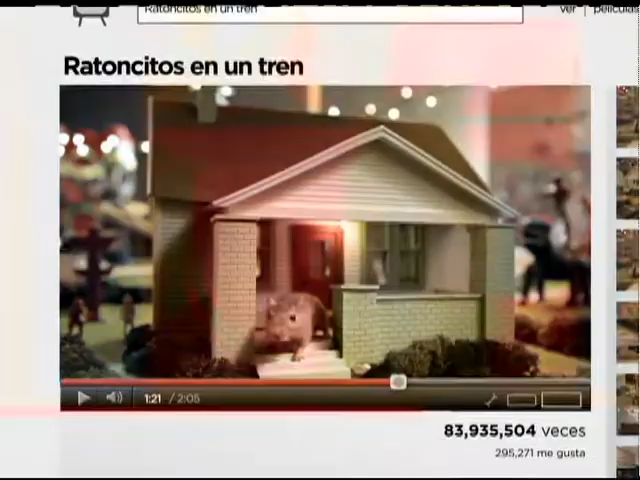 Ratoncitos en un tren
ver | películas
Ratoncitos en un tren
1:21 / 2:05
83,935,504 veces
295,271 me gusta